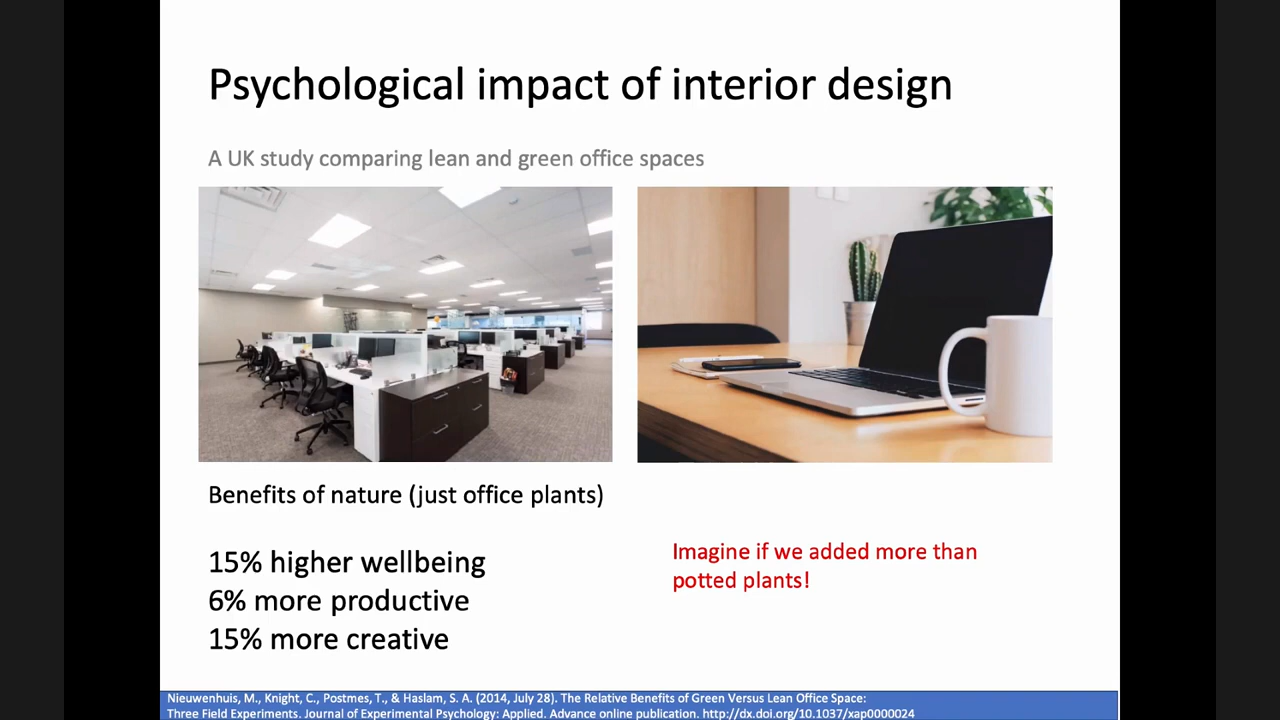 Psychological impact of interior design
A UK study comparing lean and green office spaces
Benefits of nature (just office plants)
15% higher wellbeing
6% more productive
15% more creative
Imagine if we added more than
potted plants!
Nieuwenhuis, M., Knight, C., Postmes, T., & Haslam, S. A. (2014, July 28). The Relative Benefits of Green Versus Lean Office Space:
Three Field Experiments. Journal of Experimental Psychology: Applied. Advance online publication. http://dx.doi.org/10.1037/xap0000024